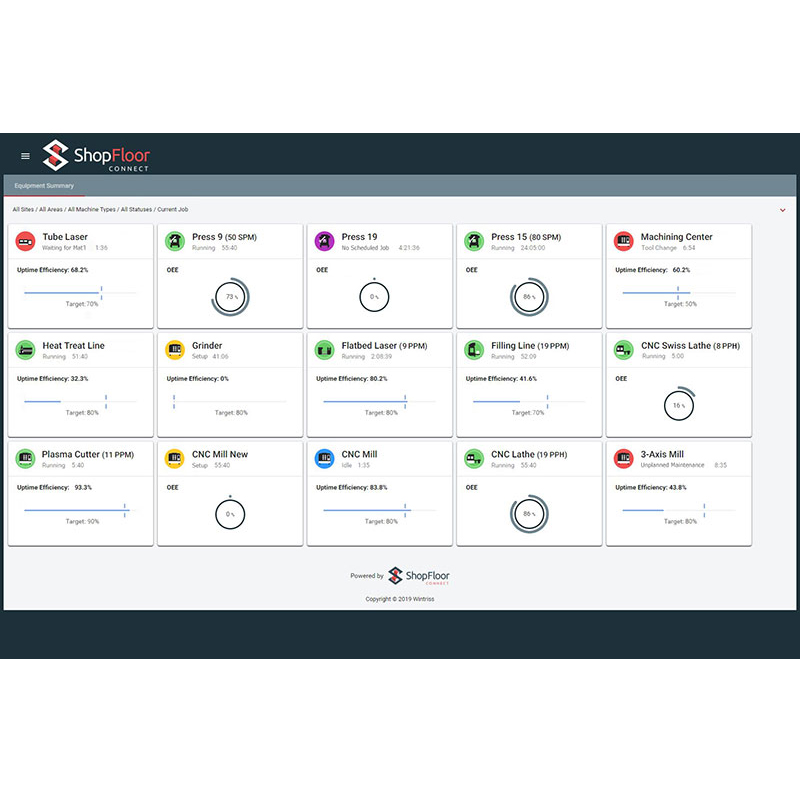 ShopFloor
CONNECT
Equipment Summary
All Sites / All Areas / All Machine Types / All Statuses / Current Job
Tube Laser
Waiting for Mat'l 1:36
Uptime Efficiency: 68.2%
Target:70%
Press 9 (50 SPM)
Running 55:40
OEE
73 %
Press 19
No Scheduled Job 4:21:36
OEE
0 %
Press 15 (80 SPM)
Running 24:05:00
OEE
86 %
Machining Center
Tool Change 6:54
Uptime Efficiency: 60.2%
Target: 50%
Heat Treat Line
Running 51:40
Uptime Efficiency: 32.3%
Target: 80%
Grinder
Setup 41:06
Uptime Efficiency: 0%
Target: 80%
Flatbed Laser (9 PPM)
Running 2:08:39
Uptime Efficiency: 80.2%
Target: 80%
Filling Line (19 PPM)
Running 52:09
Uptime Efficiency: 41.6%
Target: 70%
CNC Swiss Lathe (8 PPH)
Running 5:00
OEE
16 %
Plasma Cutter (11 PPM)
Running 5:40
Uptime Efficiency: 93.3%
Target: 90%
CNC Mill New
Setup 55:40
OEE
0 %
CNC Mill
Idle 1:35
Uptime Efficiency: 83.8%
Target: 80%
CNC Lathe (19 PPH)
Running 55:40
OEE
86 %
3-Axis Mill
Unplanned Maintenance 8:35
Uptime Efficiency: 43.8%
Target: 80%
Powered by ShopFloor
CONNECT
Copyright © 2019 Wintriss